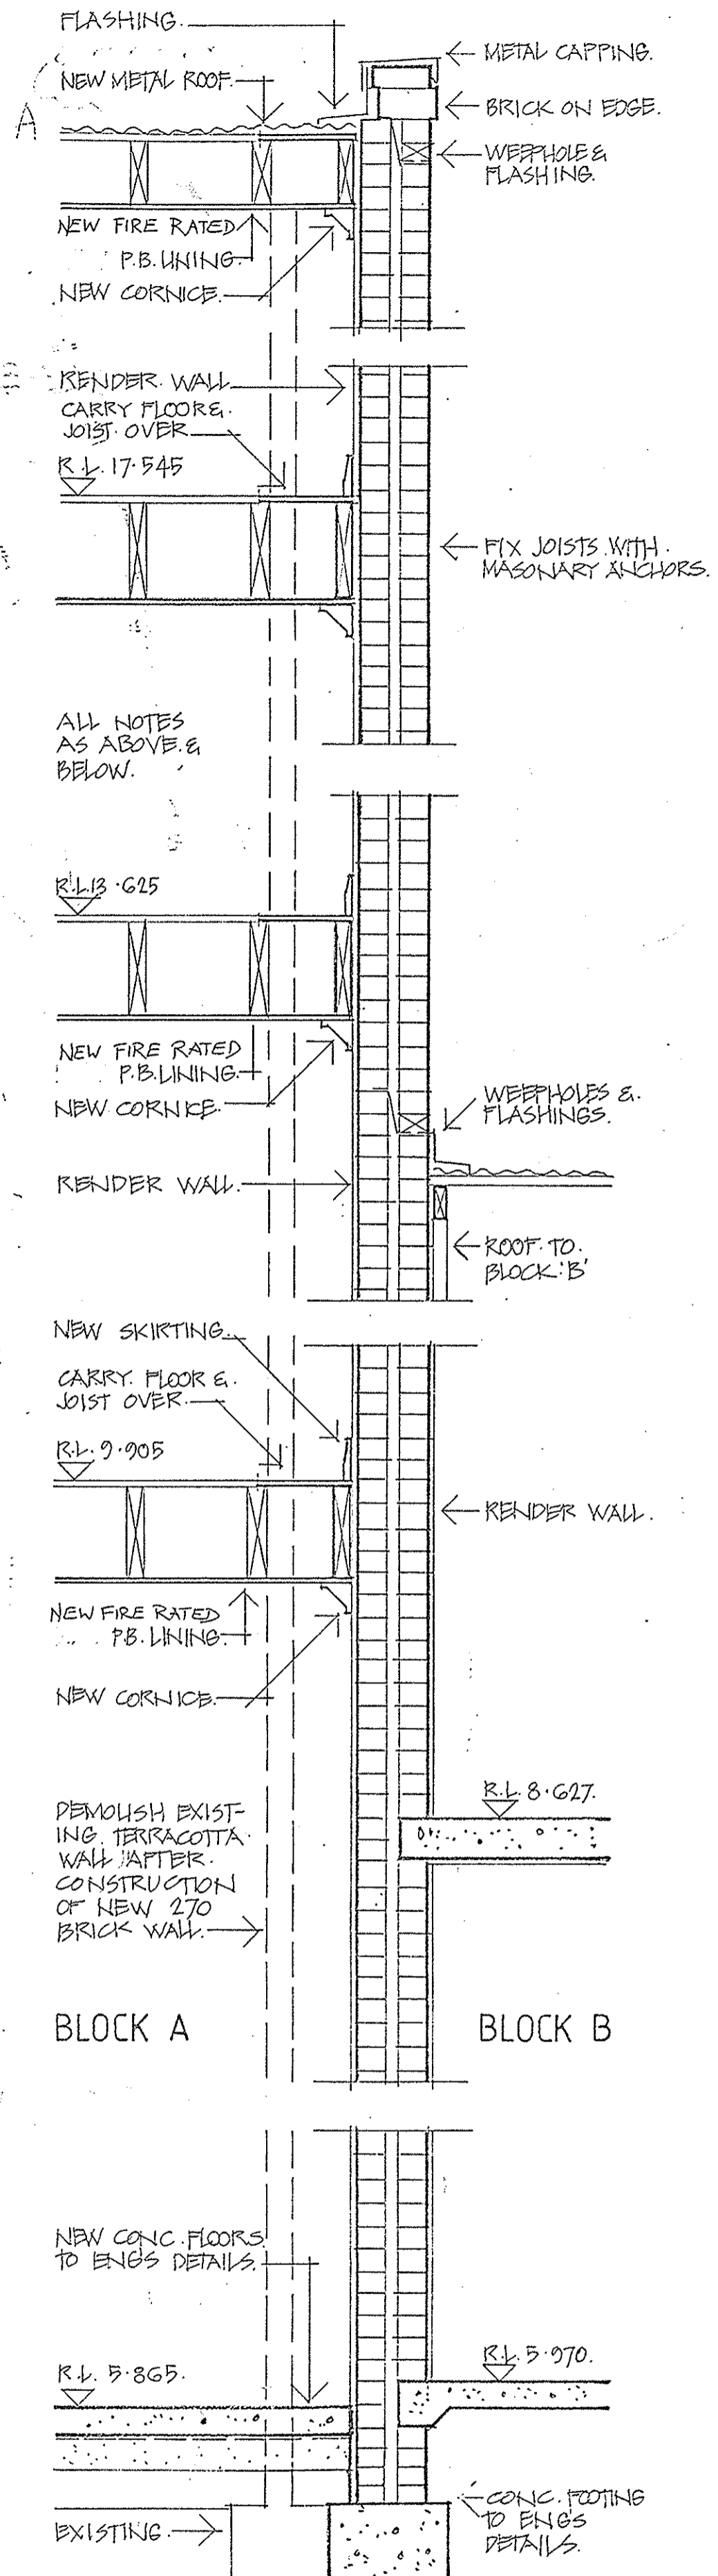 FLASHING.
METAL CAPPING.
NEW METAL ROOF.
A
BRICK ON EDGE.
WEEPHOLE &
FLASHING.
NEW FIRE RATED
P.B. LINING.
NEW CORNICE.
RENDER WALL
CARRY FLOOR &.
JOIST OVER
R.L. 17.545
FIX JOISTS WITH.
MASONARY ANCHORS.
ALL NOTES
AS ABOVE. &
BELOW.
R.L.13.625
NEW FIRE RATED
P.B. LINING.
NEW CORNICE.
WEEPHOLES &.
FLASHINGS.
RENDER WALL.
ROOF TO.
BLOCK 'B'
NEW SKIRTING.
CARRY FLOOR &.
JOIST OVER.
R.L. 9.905
RENDER WALL.
NEW FIRE RATED
P.B. LINING.
NEW CORNICE.
R.L. 8.627.
DEMOLISH EXIST-
ING TERRACOTTA
WALL AFTER.
CONSTRUCTION
OF NEW 270
BRICK WALL.
BLOCK A
BLOCK B
NEW CONC. FLOORS
TO ENGS DETAILS.
R.L. 5.865.
R.L. 5.970.
CONC. FOOTING
TO ENGS
DETAILS.
EXISTING.